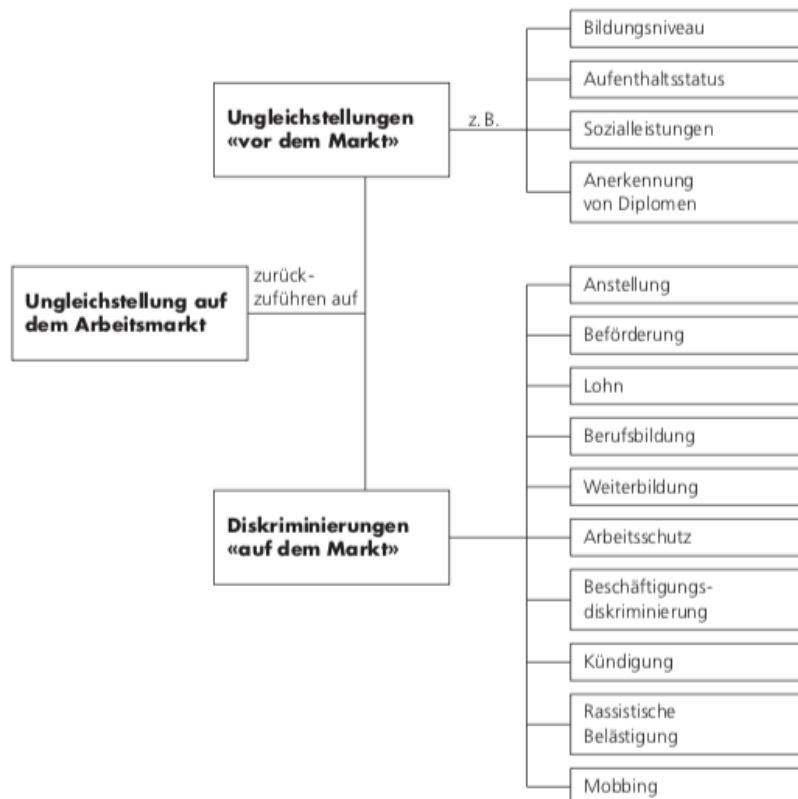 Bildungsniveau
Aufenthaltsstatus
Ungleichstellungen
«vor dem Markt»
z. B.
Sozialleistungen
Anerkennung
von Diplomen
Ungleichstellung auf
dem Arbeitsmarkt
zurück-
zuführen auf
Anstellung
Beförderung
Lohn
Berufsbildung
Weiterbildung
Diskriminierungen
«auf dem Markt»
Arbeitsschutz
Beschäftigungs-
diskriminierung
Kündigung
Rassistische
Belästigung
Mobbing